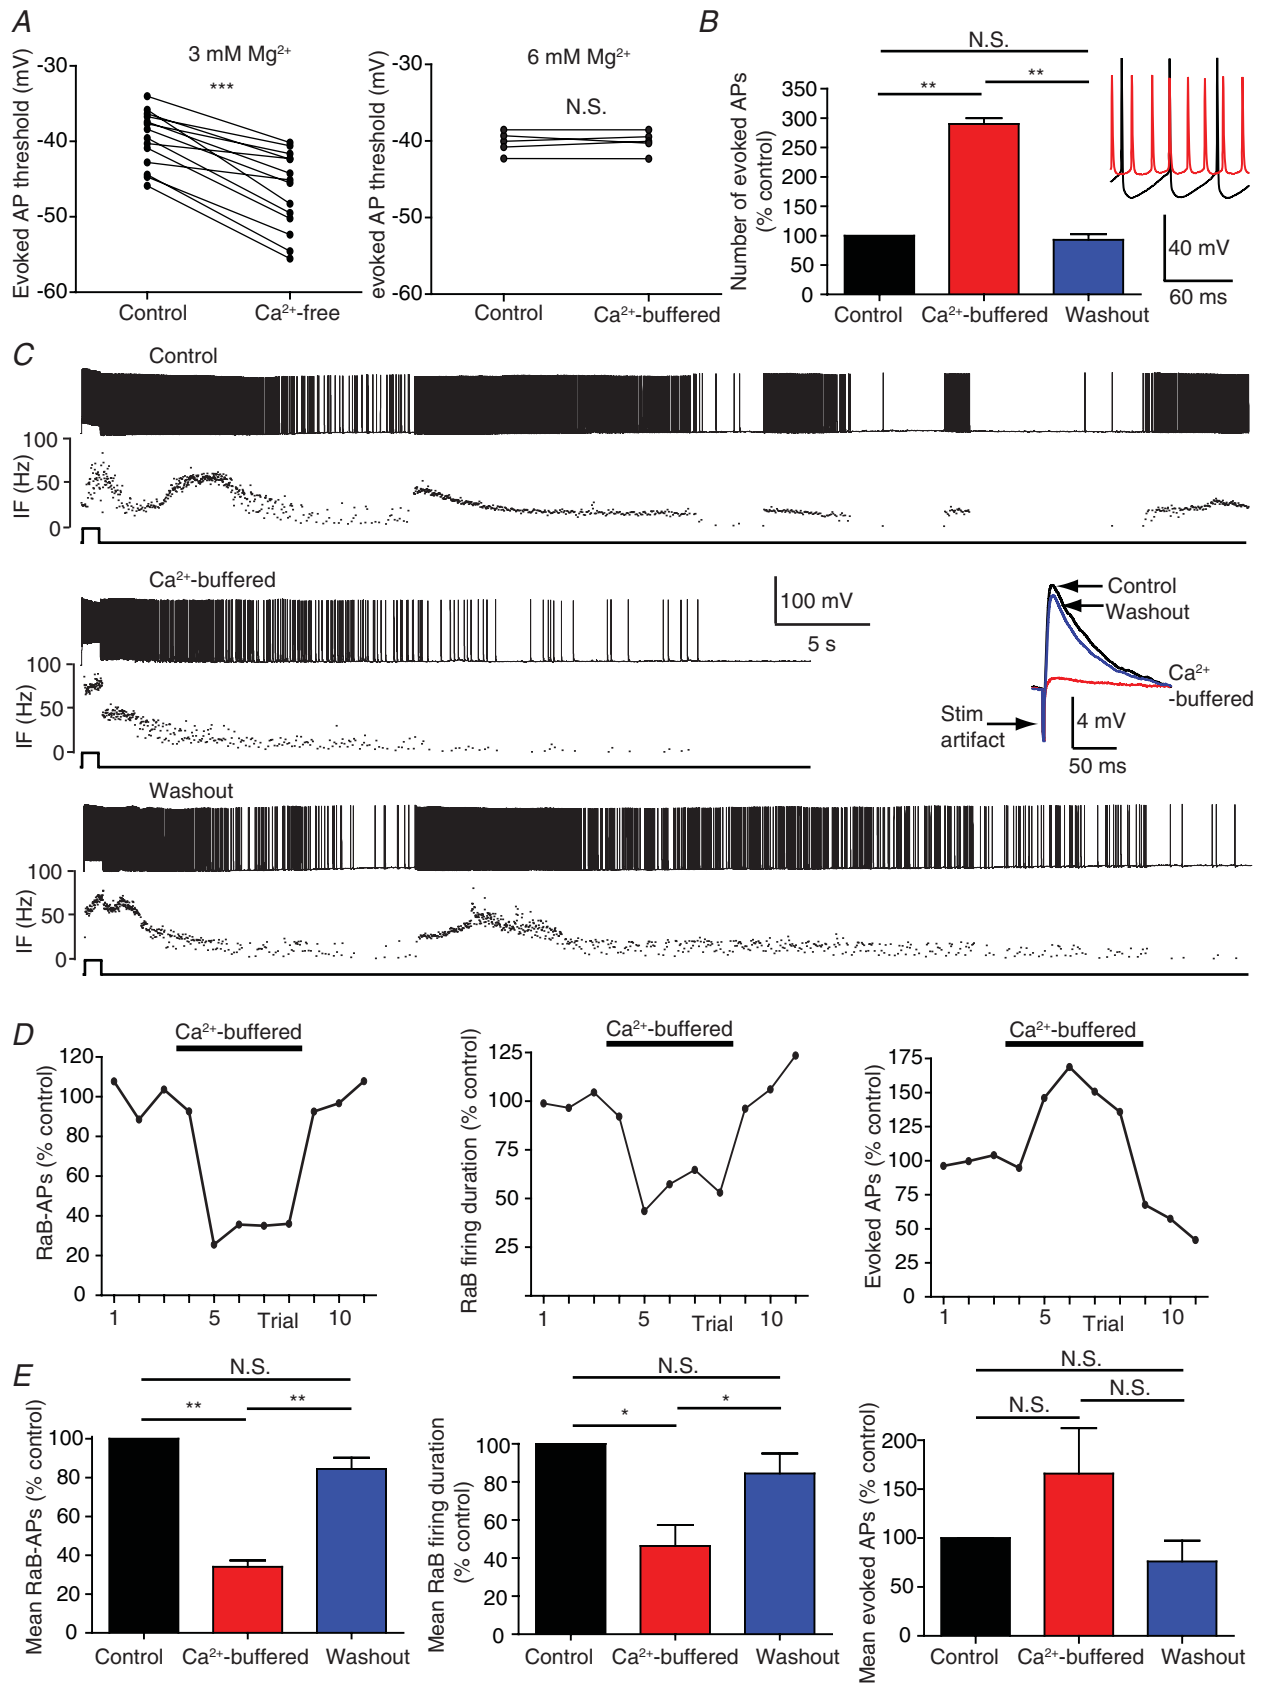 A
3 mM Mg²⁺
***
Evoked AP threshold (mV)
-30
-40
-50
-60
Control
Ca²⁺-free
6 mM Mg²⁺
N.S.
evoked AP threshold (mV)
-30
-40
-50
-60
Control
Ca²⁺-buffered
B
N.S.
**
**
Number of evoked APs
(% control)
350
300
250
200
150
100
50
0
Control
Ca²⁺-buffered
Washout
40 mV
60 ms
C
Control
IF (Hz)
100
50
0
Ca²⁺-buffered
IF (Hz)
100
50
0
100 mV
5 s
Control
Washout
Ca²⁺
-buffered
Stim
artifact
4 mV
50 ms
Washout
IF (Hz)
100
50
0
D
Ca²⁺-buffered
RaB-APs (% control)
120
100
80
60
40
20
0
1
5
Trial
10
Ca²⁺-buffered
RaB firing duration (% control)
125
100
75
50
25
1
5
Trial
10
Ca²⁺-buffered
Evoked APs (% control)
175
150
125
100
75
50
25
0
1
5
Trial
10
E
N.S.
**
**
Mean RaB-APs (% control)
100
80
60
40
20
0
Control
Ca²⁺-buffered
Washout
N.S.
*
*
Mean RaB firing duration
(% control)
100
80
60
40
20
0
Control
Ca²⁺-buffered
Washout
N.S.
N.S.
N.S.
Mean evoked APs (% control)
200
150
100
50
0
Control
Ca²⁺-buffered
Washout